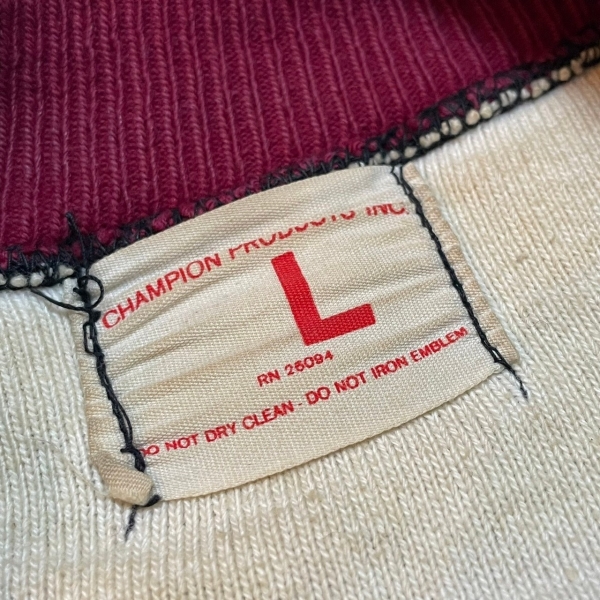 CHAMPION PRODUCTS INC.
L
RN 26094
DO NOT DRY CLEAN - DO NOT IRON EMBLEM